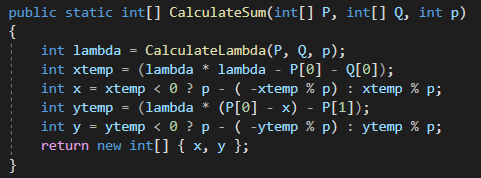 public static int[] CalculateSum(int[] P, int[] Q, int p)
{
    int lambda = CalculateLambda(P, Q, p);
    int xtemp = (lambda * lambda - P[0] - Q[0]);
    int x = xtemp < 0 ? p - ( -xtemp % p) : xtemp % p;
    int ytemp = (lambda * (P[0] - x) - P[1]);
    int y = ytemp < 0 ? p - ( -ytemp % p) : ytemp % p;
    return new int[] { x, y };
}